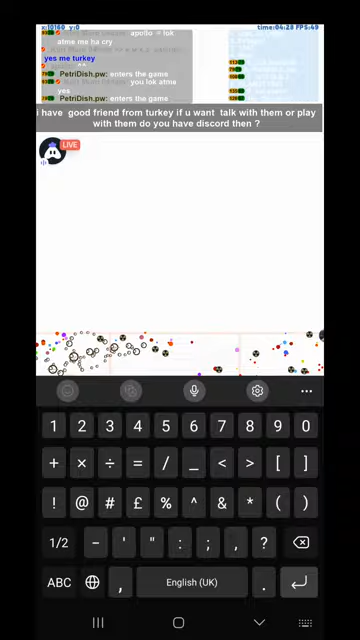 x:10160 y:0
time:04:28 FPS:49
apo5o = lok
atme me ha cry
yes me turkey
PetriDish.pw: enters the game
you lok atme
yes
PetriDish.pw: enters the game
i have good friend from turkey if u want talk with them or play
with them do you have discord then ?
LIVE
1 2 3 4 5 6 7 8 9 0
+ × ÷ = / _ < > [ ]
! @ # £ % ^ & * ( )
1/2 - ' " : ; , ?
ABC , English (UK) .